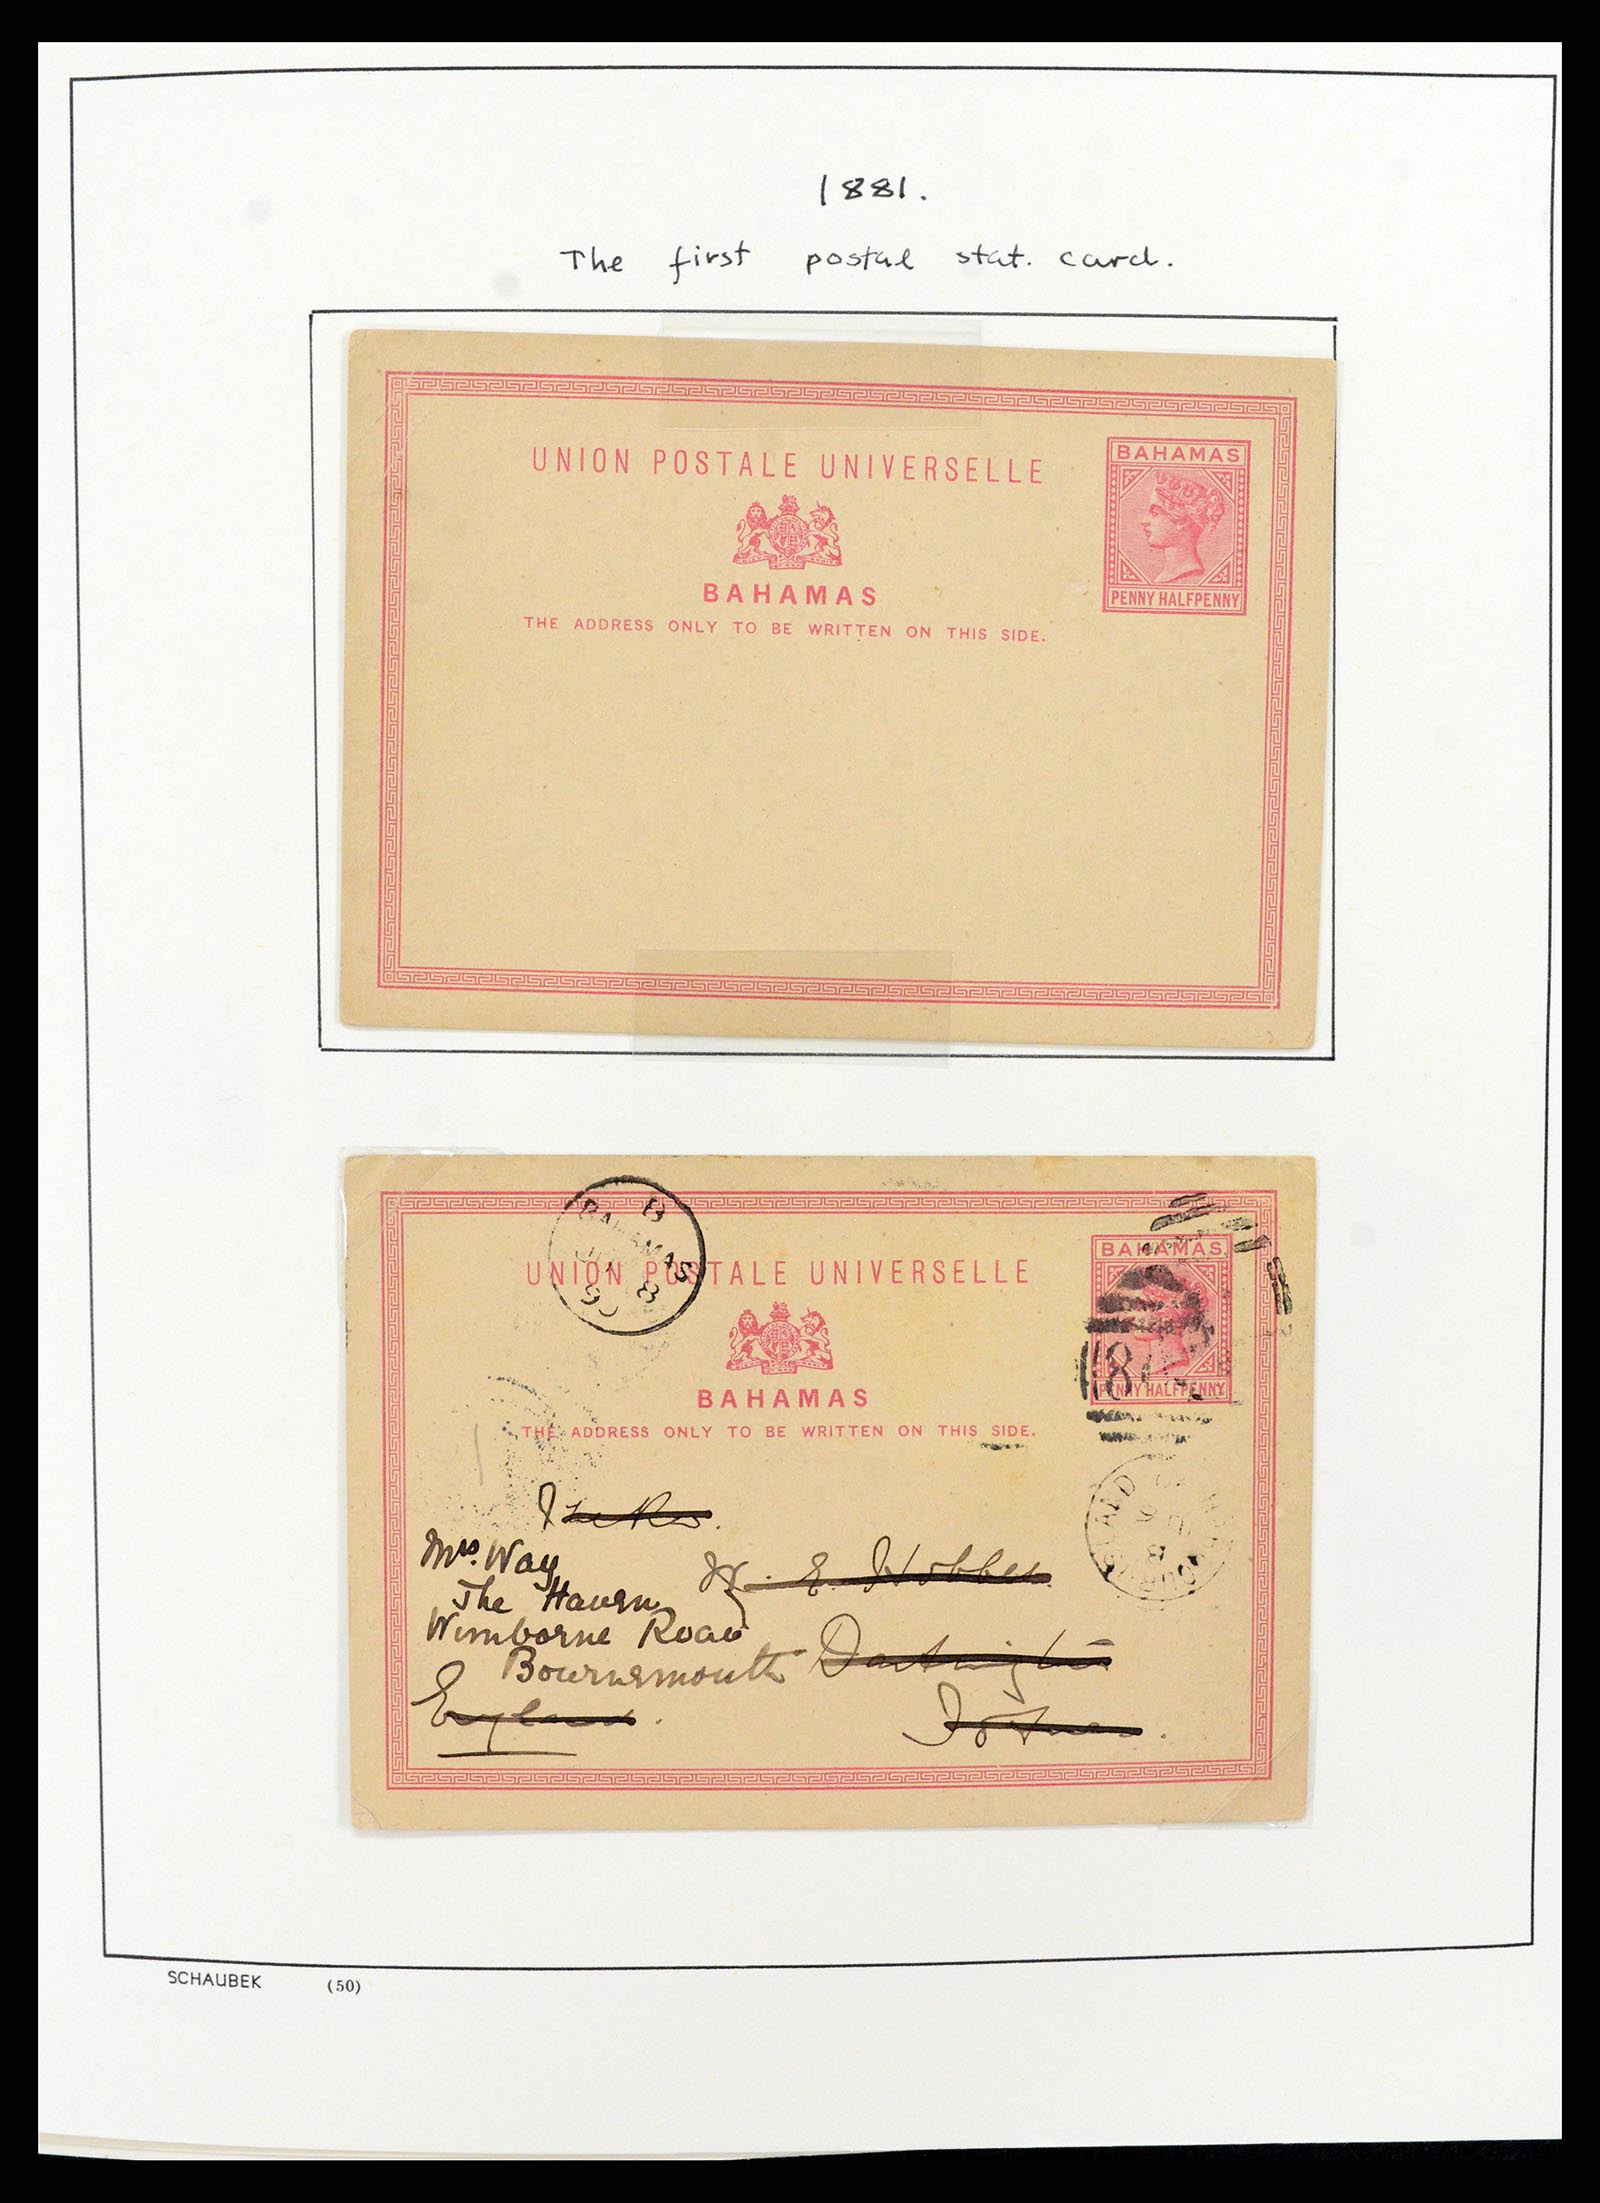 1881.
The first postal stat. card.
UNION POSTALE UNIVERSELLE
BAHAMAS
BAHAMAS
PENNY HALFPENNY
THE ADDRESS ONLY TO BE WRITTEN ON THIS SIDE.
B
BAHAMAS
UNION POSTALE UNIVERSELLE
BAHAMAS
BAHAMAS
PENNY HALFPENNY
THE ADDRESS ONLY TO BE WRITTEN ON THIS SIDE.
Mrs. Way
The Haven
Wimborne Road
Bournemouth
England.
SCHAUBEK (50)